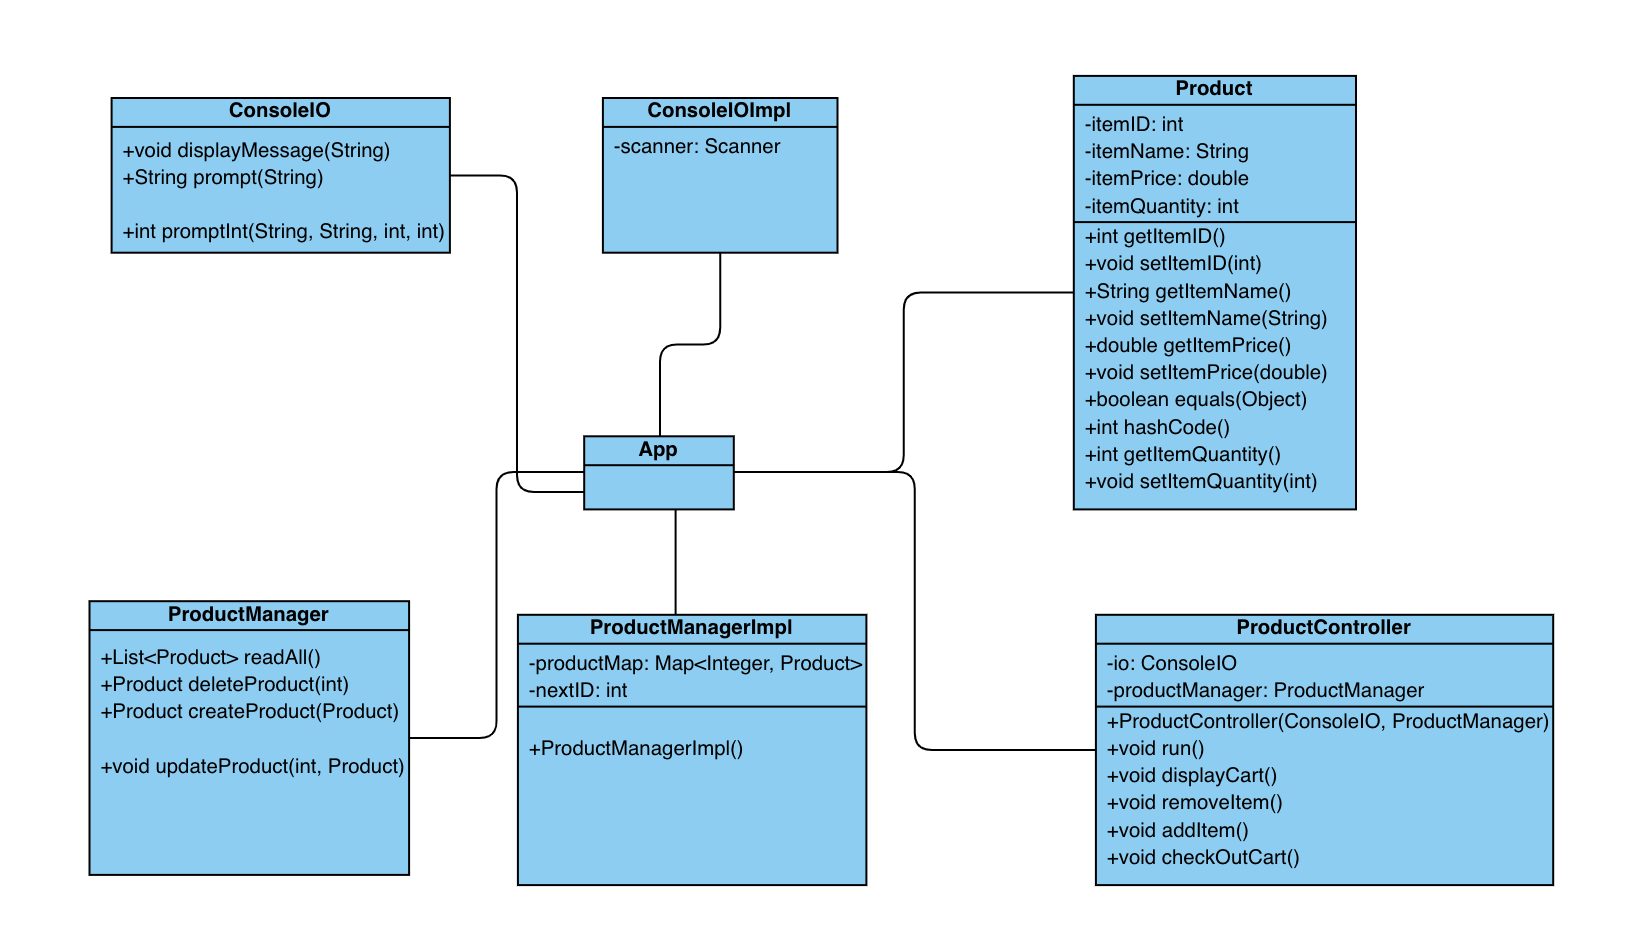 ConsoleIO
+void displayMessage(String)
+String prompt(String)
+int promptInt(String, String, int, int)
ConsoleIOImpl
-scanner: Scanner
Product
-itemID: int
-itemName: String
-itemPrice: double
-itemQuantity: int
+int getItemID()
+void setItemID(int)
+String getItemName()
+void setItemName(String)
+double getItemPrice()
+void setItemPrice(double)
+boolean equals(Object)
+int hashCode()
+int getItemQuantity()
+void setItemQuantity(int)
App
ProductManager
+List<Product> readAll()
+Product deleteProduct(int)
+Product createProduct(Product)
+void updateProduct(int, Product)
ProductManagerImpl
-productMap: Map<Integer, Product>
-nextID: int
+ProductManagerImpl()
ProductController
-io: ConsoleIO
-productManager: ProductManager
+ProductController(ConsoleIO, ProductManager)
+void run()
+void displayCart()
+void removeItem()
+void addItem()
+void checkOutCart()